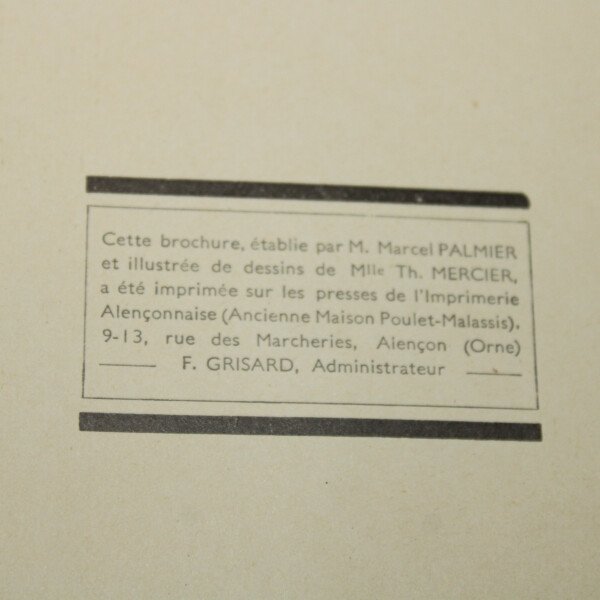 Cette brochure, établie par M. Marcel PALMIER
et illustrée de dessins de Mlle Th. MERCIER,
a été imprimée sur les presses de l'Imprimerie
Alençonnaise (Ancienne Maison Poulet-Malassis),
9-13, rue des Marcheries, Alençon (Orne)
F. GRISARD, Administrateur